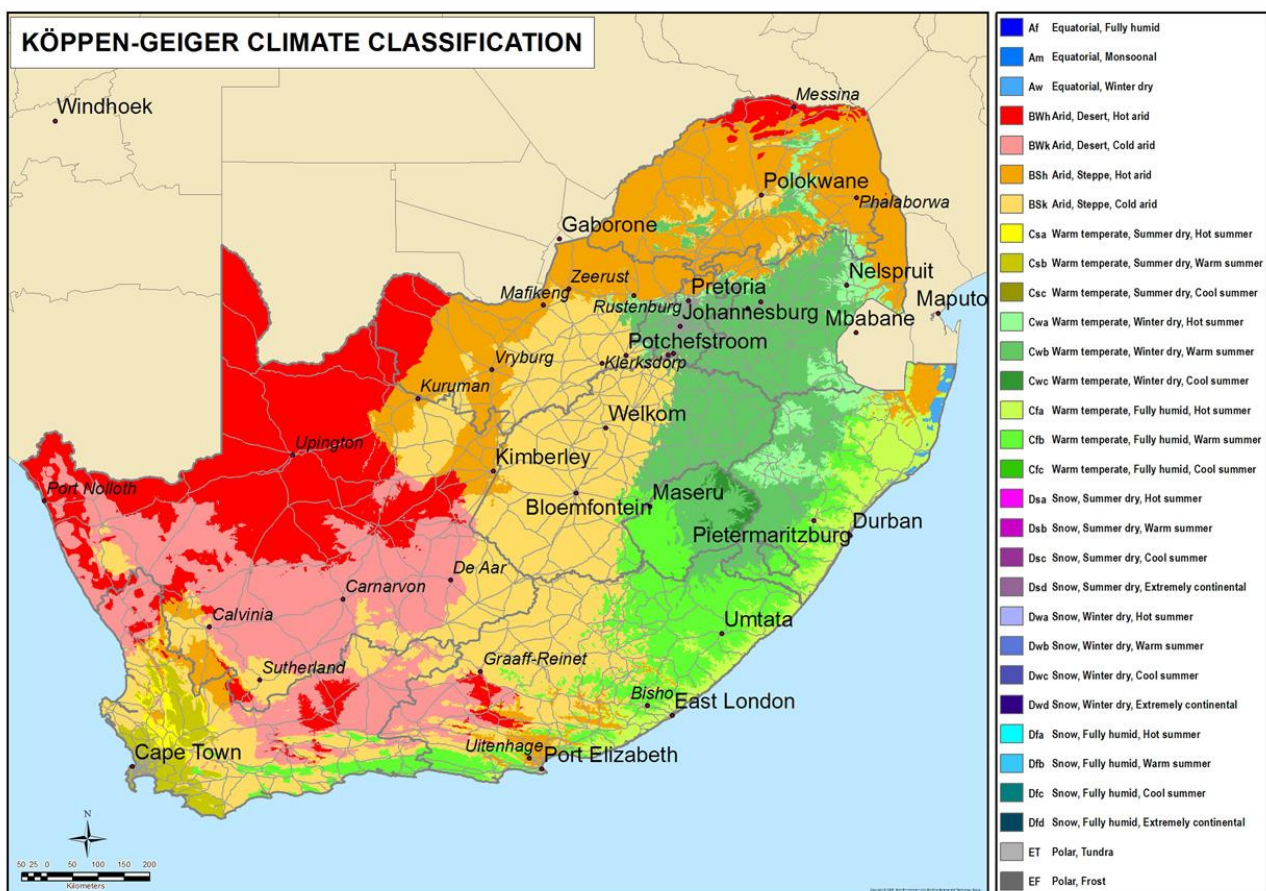 KÖPPEN-GEIGER CLIMATE CLASSIFICATION
Windhoek
Messina
Polokwane
Phalaborwa
Gaborone
Zeerust
Nelspruit
Mafikeng
Rustenburg
Pretoria
Maputo
Johannesburg
Mbabane
Potchefstroom
Vryburg
Klerksdorp
Kuruman
Welkom
Upington
Kimberley
Port Nolloth
Bloemfontein
Maseru
Durban
Pietermaritzburg
De Aar
Carnarvon
Calvinia
Umtata
Sutherland
Graaff-Reinet
Bisho
East London
Cape Town
Uitenhage
Port Elizabeth
N
50 25 0 50 100 150 200
Kilometers
Af Equatorial, Fully humid
Am Equatorial, Monsoonal
Aw Equatorial, Winter dry
BWh Arid, Desert, Hot arid
BWk Arid, Desert, Cold arid
BSh Arid, Steppe, Hot arid
BSk Arid, Steppe, Cold arid
Csa Warm temperate, Summer dry, Hot summer
Csb Warm temperate, Summer dry, Warm summer
Csc Warm temperate, Summer dry, Cool summer
Cwa Warm temperate, Winter dry, Hot summer
Cwb Warm temperate, Winter dry, Warm summer
Cwc Warm temperate, Winter dry, Cool summer
Cfa Warm temperate, Fully humid, Hot summer
Cfb Warm temperate, Fully humid, Warm summer
Cfc Warm temperate, Fully humid, Cool summer
Dsa Snow, Summer dry, Hot summer
Dsb Snow, Summer dry, Warm summer
Dsc Snow, Summer dry, Cool summer
Dsd Snow, Summer dry, Extremely continental
Dwa Snow, Winter dry, Hot summer
Dwb Snow, Winter dry, Warm summer
Dwc Snow, Winter dry, Cool summer
Dwd Snow, Winter dry, Extremely continental
Dfa Snow, Fully humid, Hot summer
Dfb Snow, Fully humid, Warm summer
Dfc Snow, Fully humid, Cool summer
Dfd Snow, Fully humid, Extremely continental
ET Polar, Tundra
EF Polar, Frost